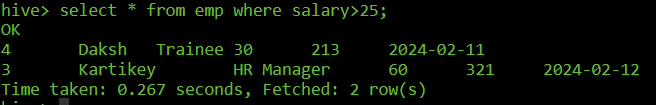 hive> select * from emp where salary>25;
OK
4 Daksh Trainee 30 213 2024-02-11
3 Kartikey HR Manager 60 321 2024-02-12
Time taken: 0.267 seconds, Fetched: 2 row(s)